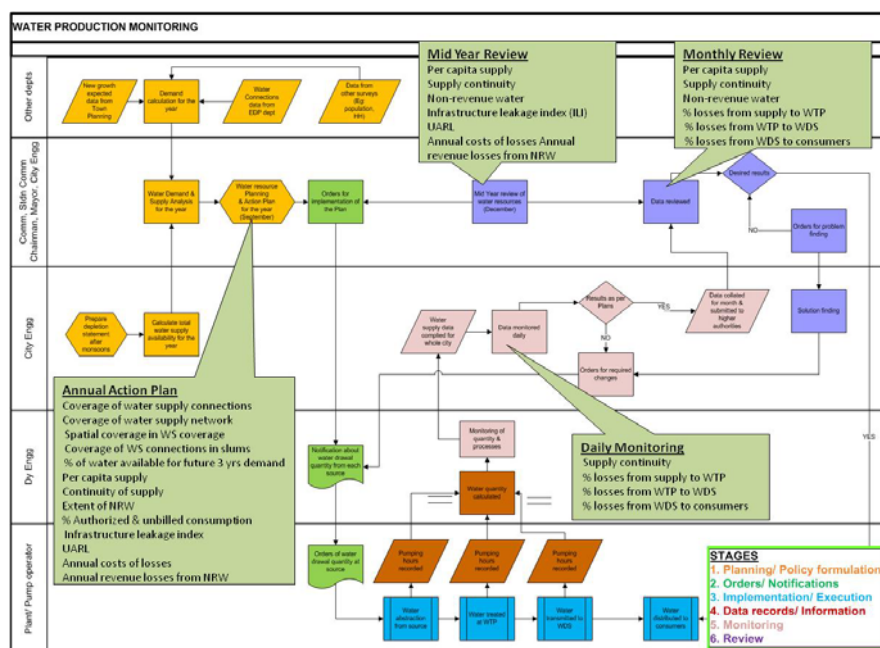 WATER PRODUCTION MONITORING
Other depts
New growth
expected
data from
Town
Planning
Demand
calculation for the
year
Water
Connections
data from
EDP dept
Data from
other surveys
(Eg:
population,
HH)
Mid Year Review
Per capita supply
Supply continuity
Non-revenue water
Infrastructure leakage index (ILI)
UARL
Annual costs of losses Annual
revenue losses from NRW
Monthly Review
Per capita supply
Supply continuity
Non-revenue water
% losses from supply to WTP
% losses from WTP to WDS
% losses from WDS to consumers
Comm, Stdn Comm
Chairman, Mayor, City Engg
Water Demand &
Supply Analysis
for the year
Water resource
Planning
& Action Plan
for the year
(September)
Orders for
implementation of
the Plan
Mid Year review of
water resources
(December)
Data reviewed
Desired results
NO
Orders for problem
finding
City Engg
Prepare
depletion
statement
after
monsoons
Calculate total
water supply
availability for the
year
Water
supply data
compiled for
whole city
Data monitored
daily
Results as per
Plans
YES
NO
Data collated
for month &
submitted to
higher
authorities
Solution finding
Orders for required
changes
Annual Action Plan
Coverage of water supply connections
Coverage of water supply network
Spatial coverage in WS coverage
Coverage of WS connections in slums
% of water available for future 3 yrs demand
Per capita supply
Continuity of supply
Extent of NRW
% Authorized & unbilled consumption
Infrastructure leakage index
UARL
Annual costs of losses
Annual revenue losses from NRW
Dy Engg
Notification about
water drawal
quantity from each
source
Monitoring of
quantity &
processes
Water quantity
calculated
Daily Monitoring
Supply continuity
% losses from supply to WTP
% losses from WTP to WDS
% losses from WDS to consumers
YES
Plant/ Pump operator
Orders of water
drawal quantity at
source
Pumping
hours
recorded
Pumping
hours
recorded
Pumping
hours
recorded
Water
abstraction
from source
Water treated
at WTP
Water
transmitted to
WDS
Water
distributed to
consumers
STAGES
1. Planning/ Policy formulation
2. Orders/ Notifications
3. Implementation/ Execution
4. Data records/ Information
5. Monitoring
6. Review